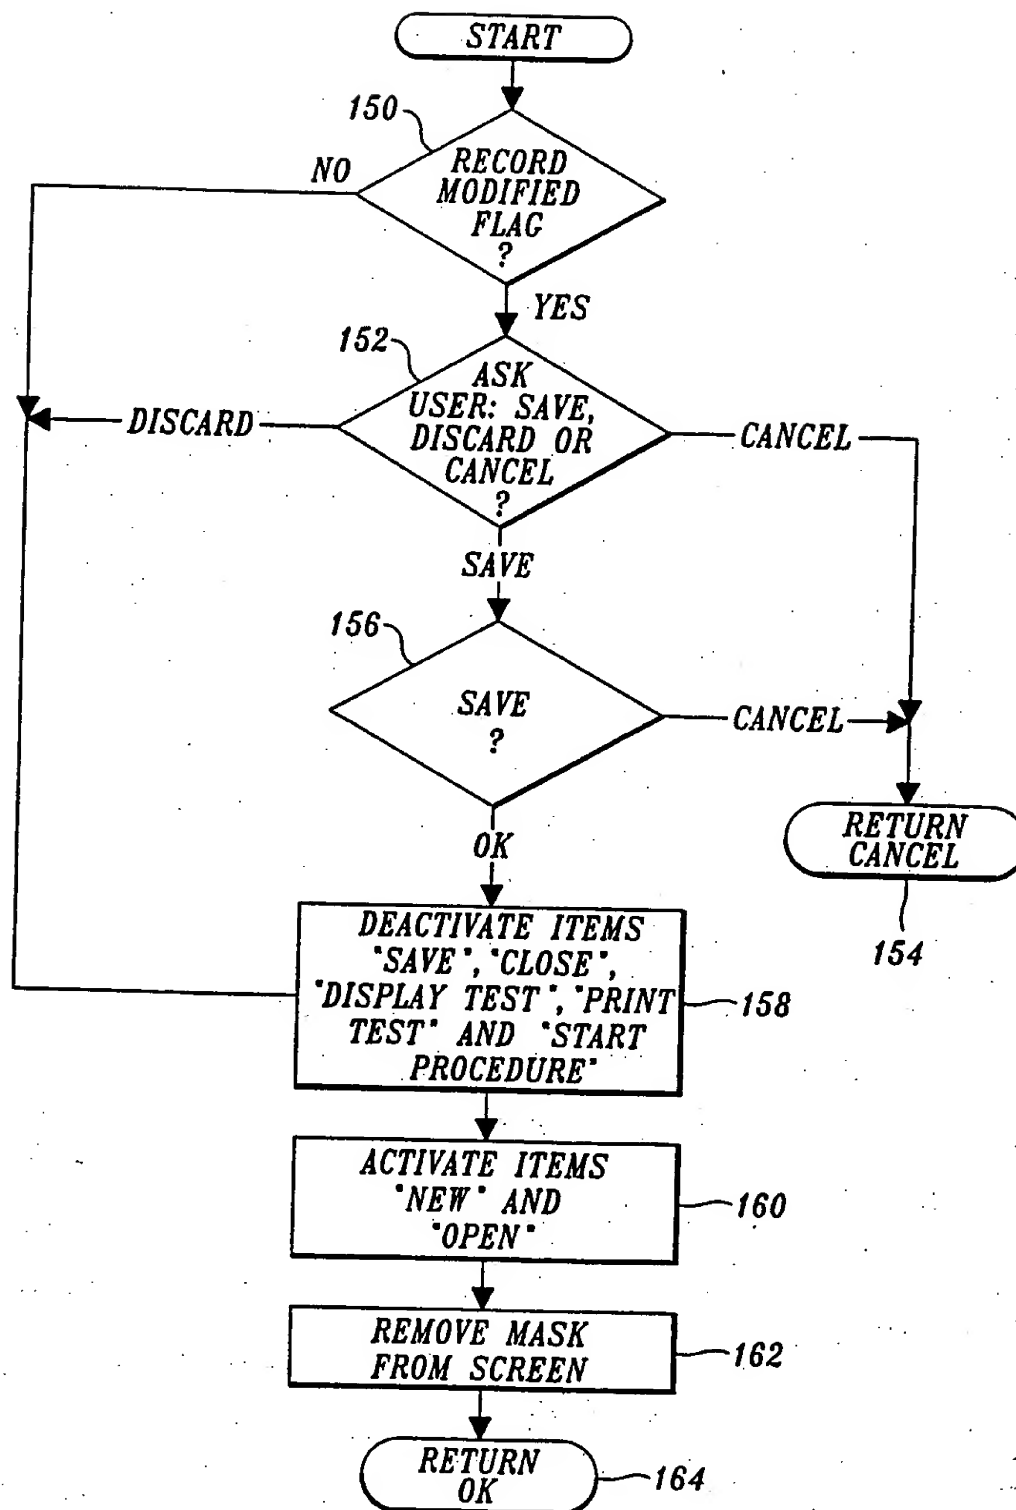 START
150
NO
RECORD
MODIFIED
FLAG
?
YES
152
ASK
USER: SAVE,
DISCARD OR
CANCEL
?
DISCARD
CANCEL
SAVE
156
SAVE
?
CANCEL
OK
RETURN
CANCEL
154
DEACTIVATE ITEMS
"SAVE", "CLOSE",
"DISPLAY TEST", "PRINT
TEST" AND "START
PROCEDURE"
158
ACTIVATE ITEMS
"NEW" AND
"OPEN"
160
REMOVE MASK
FROM SCREEN
162
RETURN
OK
164